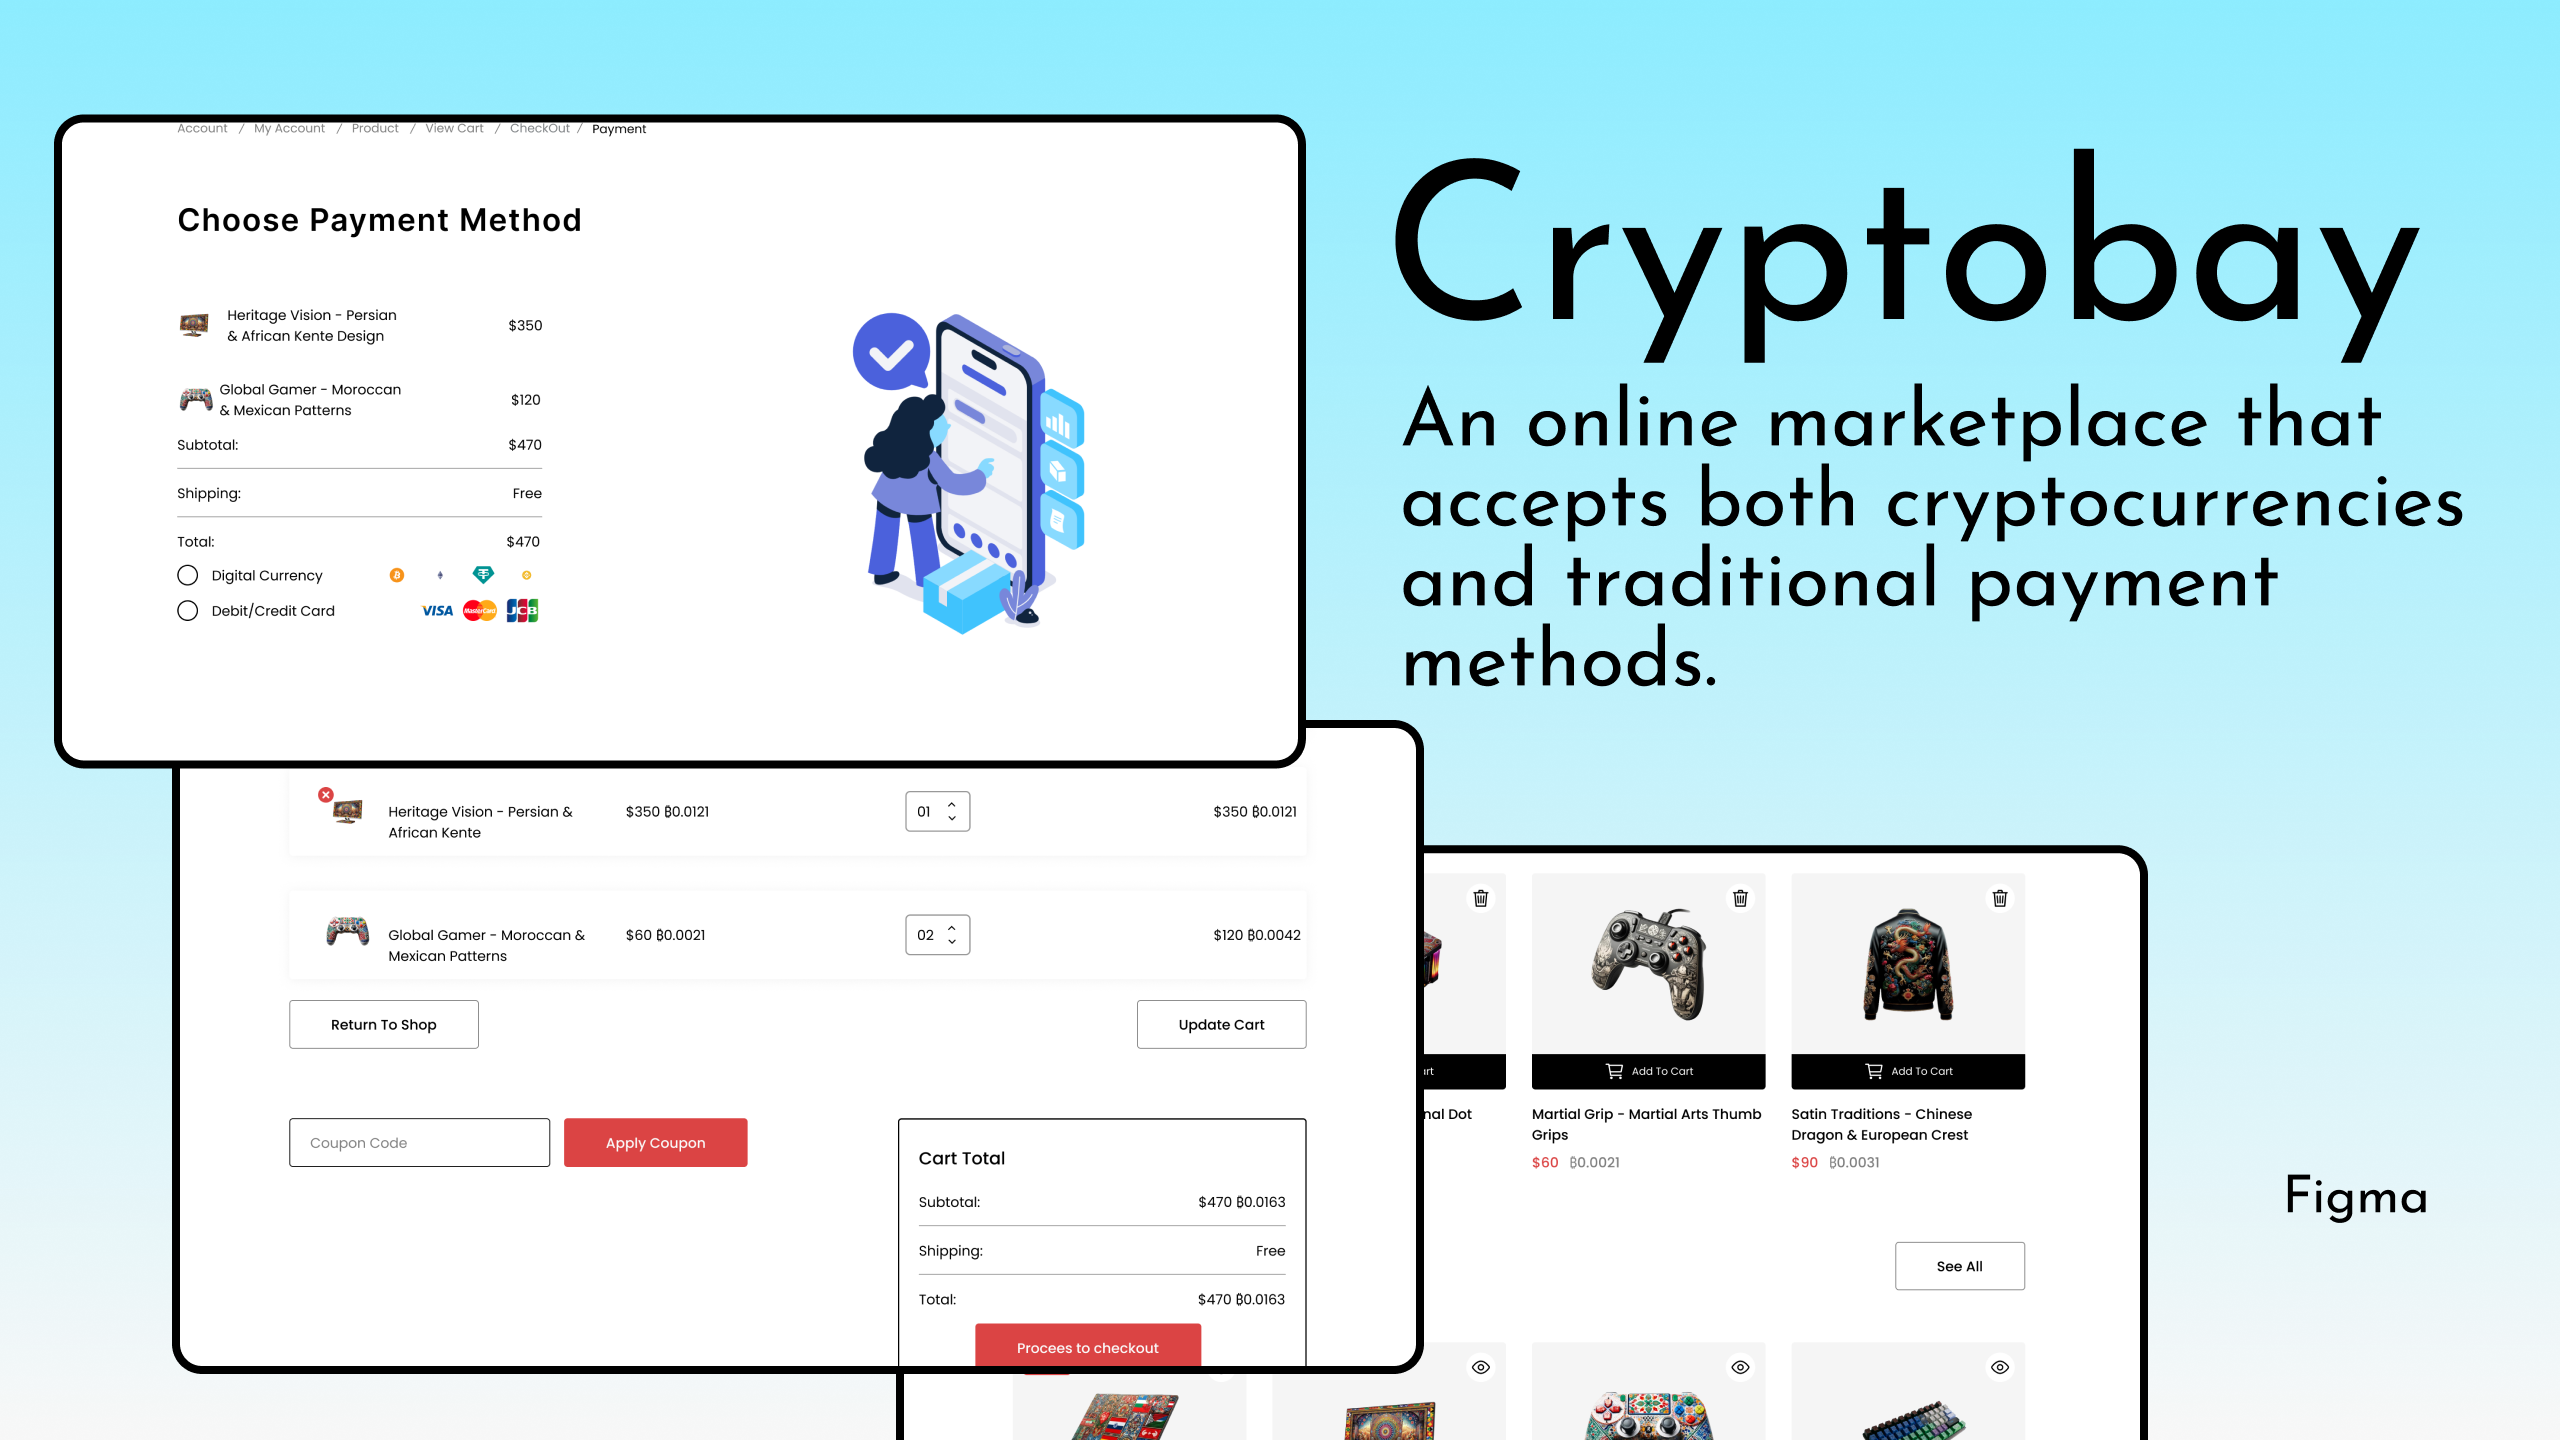 Account / My Account / Product / View Cart / CheckOut / Payment
Choose Payment Method
Heritage Vision - Persian
& African Kente Design
$350
Global Gamer - Moroccan
& Mexican Patterns
$120
Subtotal: $470
Shipping: Free
Total: $470
Digital Currency
Debit/Credit Card VISA MasterCard JCB
Cryptobay
An online marketplace that
accepts both cryptocurrencies
and traditional payment
methods.
Heritage Vision - Persian &
African Kente
$350 ₿0.0121 01 $350 ₿0.0121
Global Gamer - Moroccan &
Mexican Patterns
$60 ₿0.0021 02 $120 ₿0.0042
Return To Shop
Update Cart
Coupon Code
Apply Coupon
Cart Total
Subtotal: $470 ₿0.0163
Shipping: Free
Total: $470 ₿0.0163
Procees to checkout
Add To Cart
Add To Cart
Dot
Martial Grip - Martial Arts Thumb
Grips
$60 ₿0.0021
Satin Traditions - Chinese
Dragon & European Crest
$90 ₿0.0031
See All
Figma